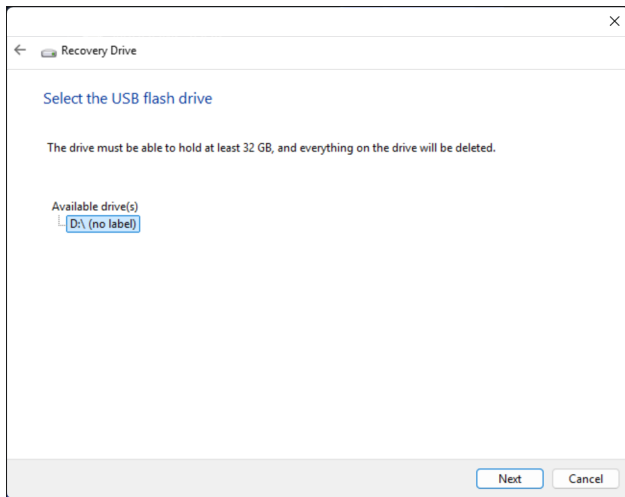 Recovery Drive
Select the USB flash drive
The drive must be able to hold at least 32 GB, and everything on the drive will be deleted.
Available drive(s)
D:\ (no label)
Next
Cancel